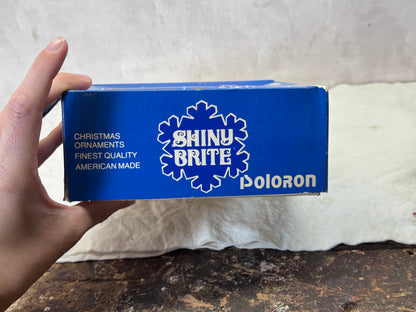 CHRISTMAS
ORNAMENTS
FINEST QUALITY
AMERICAN MADE
SHINY
BRITE
poloron